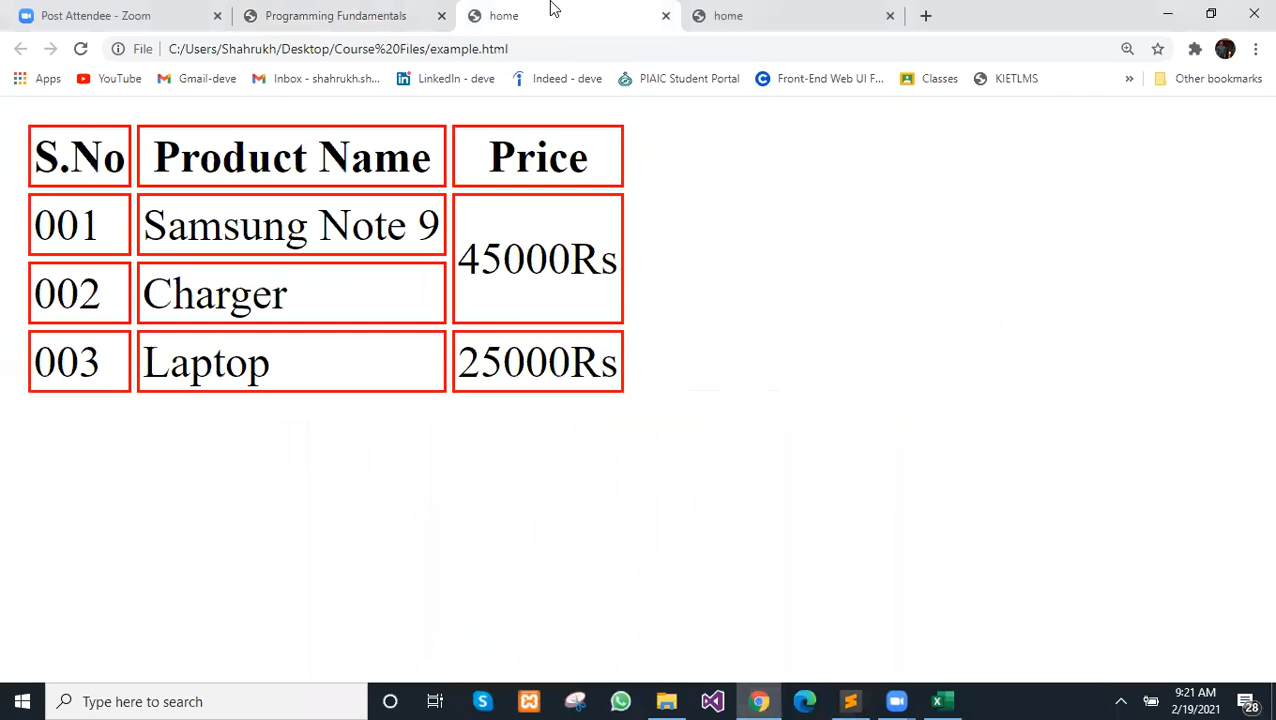 Post Attendee - Zoom
Programming Fundamentals
home
home
File
C:/Users/Shahrukh/Desktop/Course%20Files/example.html
Apps
YouTube
Gmail-deve
Inbox - shahrukh.sh...
LinkedIn - deve
Indeed - deve
PIAIC Student Portal
Front-End Web UI F...
Classes
KIETLMS
»
Other bookmarks
S.No Product Name Price
001 Samsung Note 9 45000Rs
002 Charger
003 Laptop 25000Rs
Type here to search
9:21 AM
2/19/2021
28